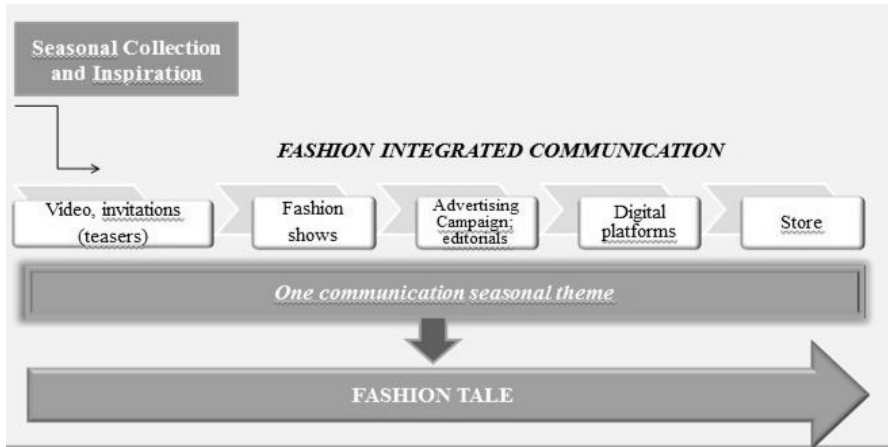 Seasonal Collection
and Inspiration
FASHION INTEGRATED COMMUNICATION
Video, invitations
(teasers)
Fashion
shows
Advertising
Campaign;
editorials
Digital
platforms
Store
One communication seasonal theme
FASHION TALE